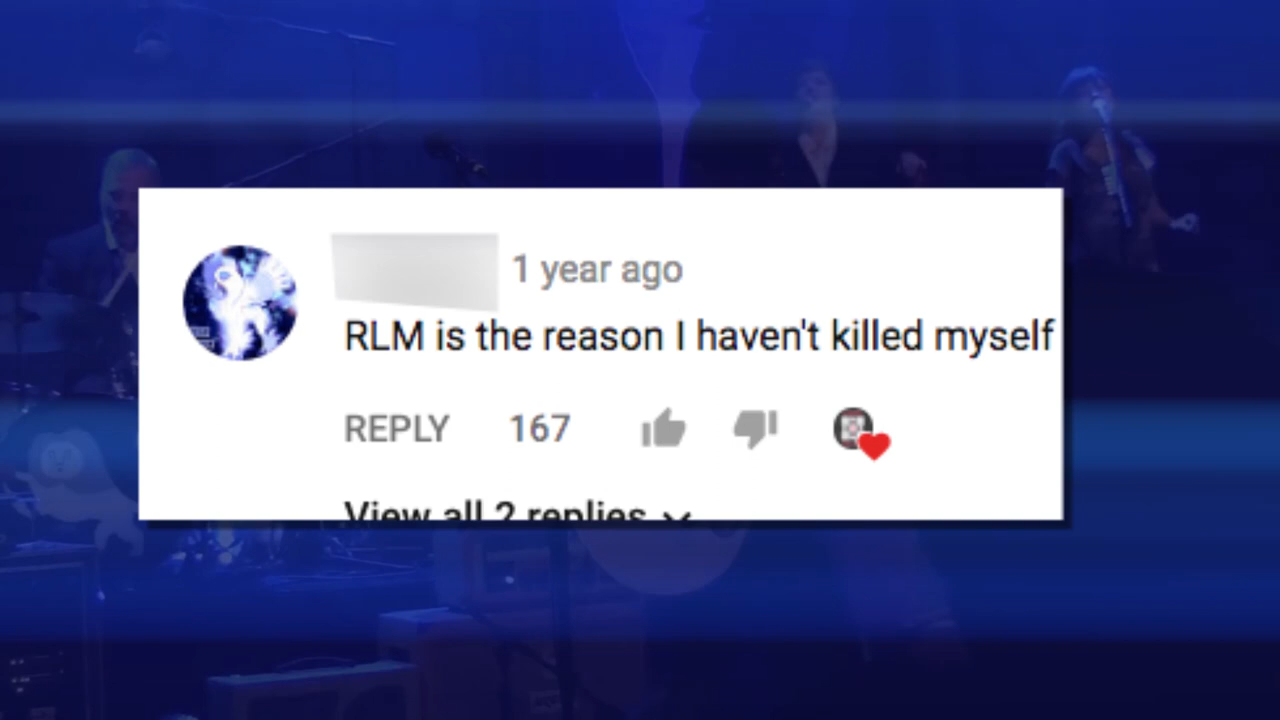 1 year ago
RLM is the reason I haven't killed myself
REPLY 167
View all 2 replies